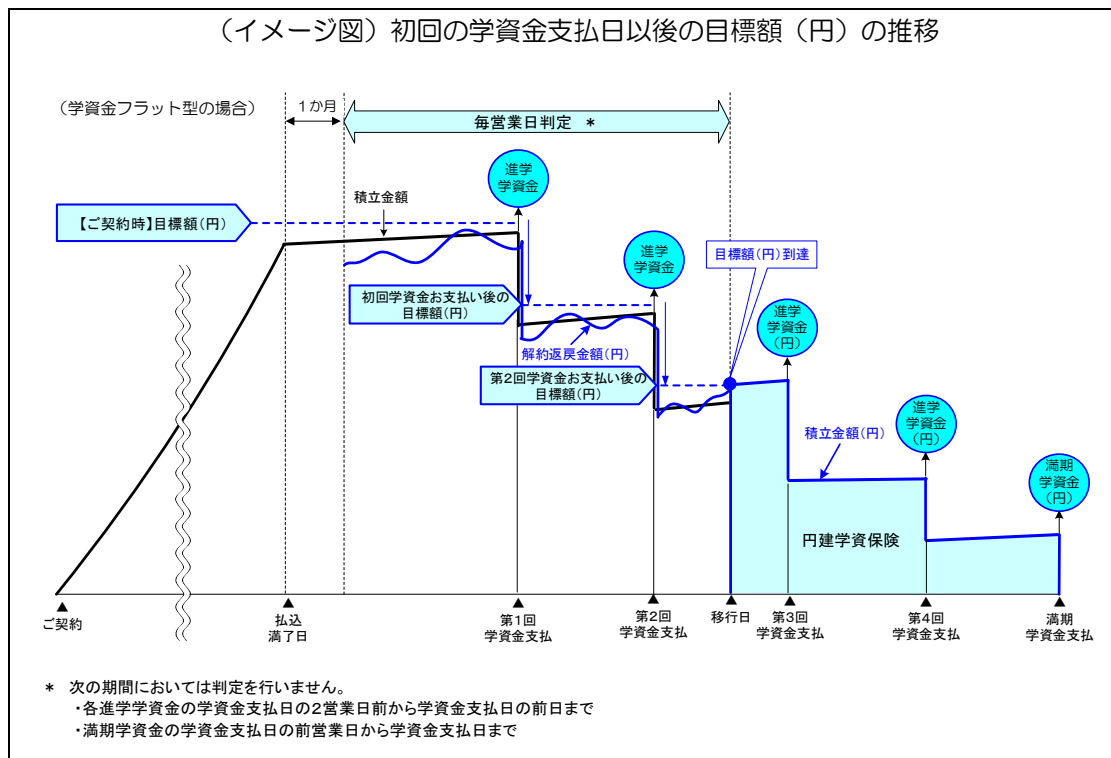 （イメージ図）初回の学資金支払日以後の目標額（円）の推移
（学資金フラット型の場合）
１か月
毎営業日判定　*
進学
学資金
積立金額
【ご契約時】目標額（円）
進学
学資金
目標額（円）到達
初回学資金お支払い後の
目標額（円）
進学
学資金
（円）
解約返戻金額（円）
第２回学資金お支払い後の
目標額（円）
進学
学資金
（円）
積立金額（円）
満期
学資金
（円）
円建学資保険
ご契約
払込
満了日
第１回
学資金支払
第２回
学資金支払
移行日
第３回
学資金支払
第４回
学資金支払
満期
学資金支払
*　次の期間においては判定を行いません。
・各進学学資金の学資金支払日の２営業日前から学資金支払日の前日まで
・満期学資金の学資金支払日の前営業日から学資金支払日まで